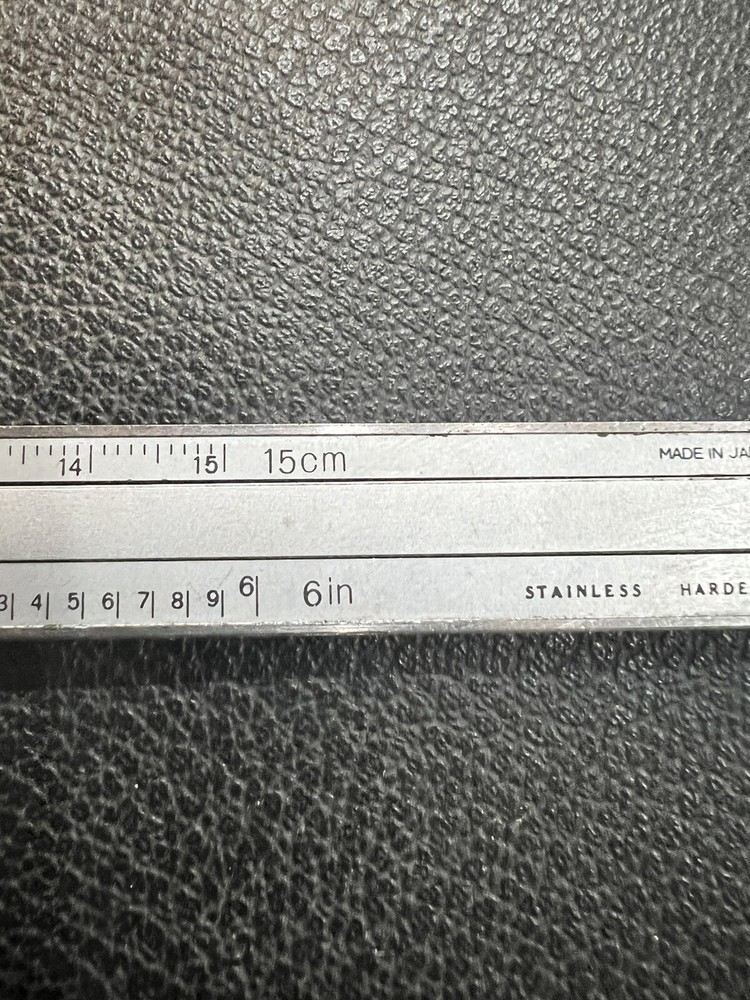 14 15 15cm MADE IN JA
3 4 5 6 7 8 9 6 6in STAINLESS HARDE